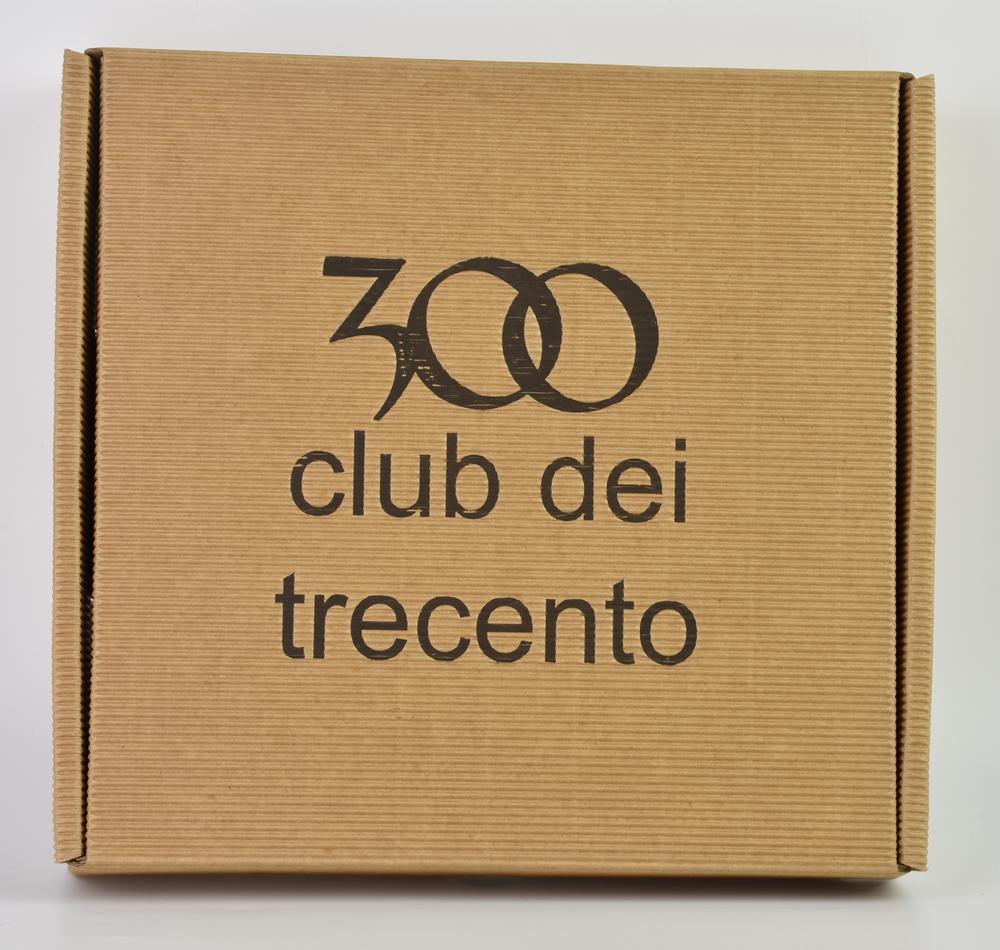 300
club dei
trecento